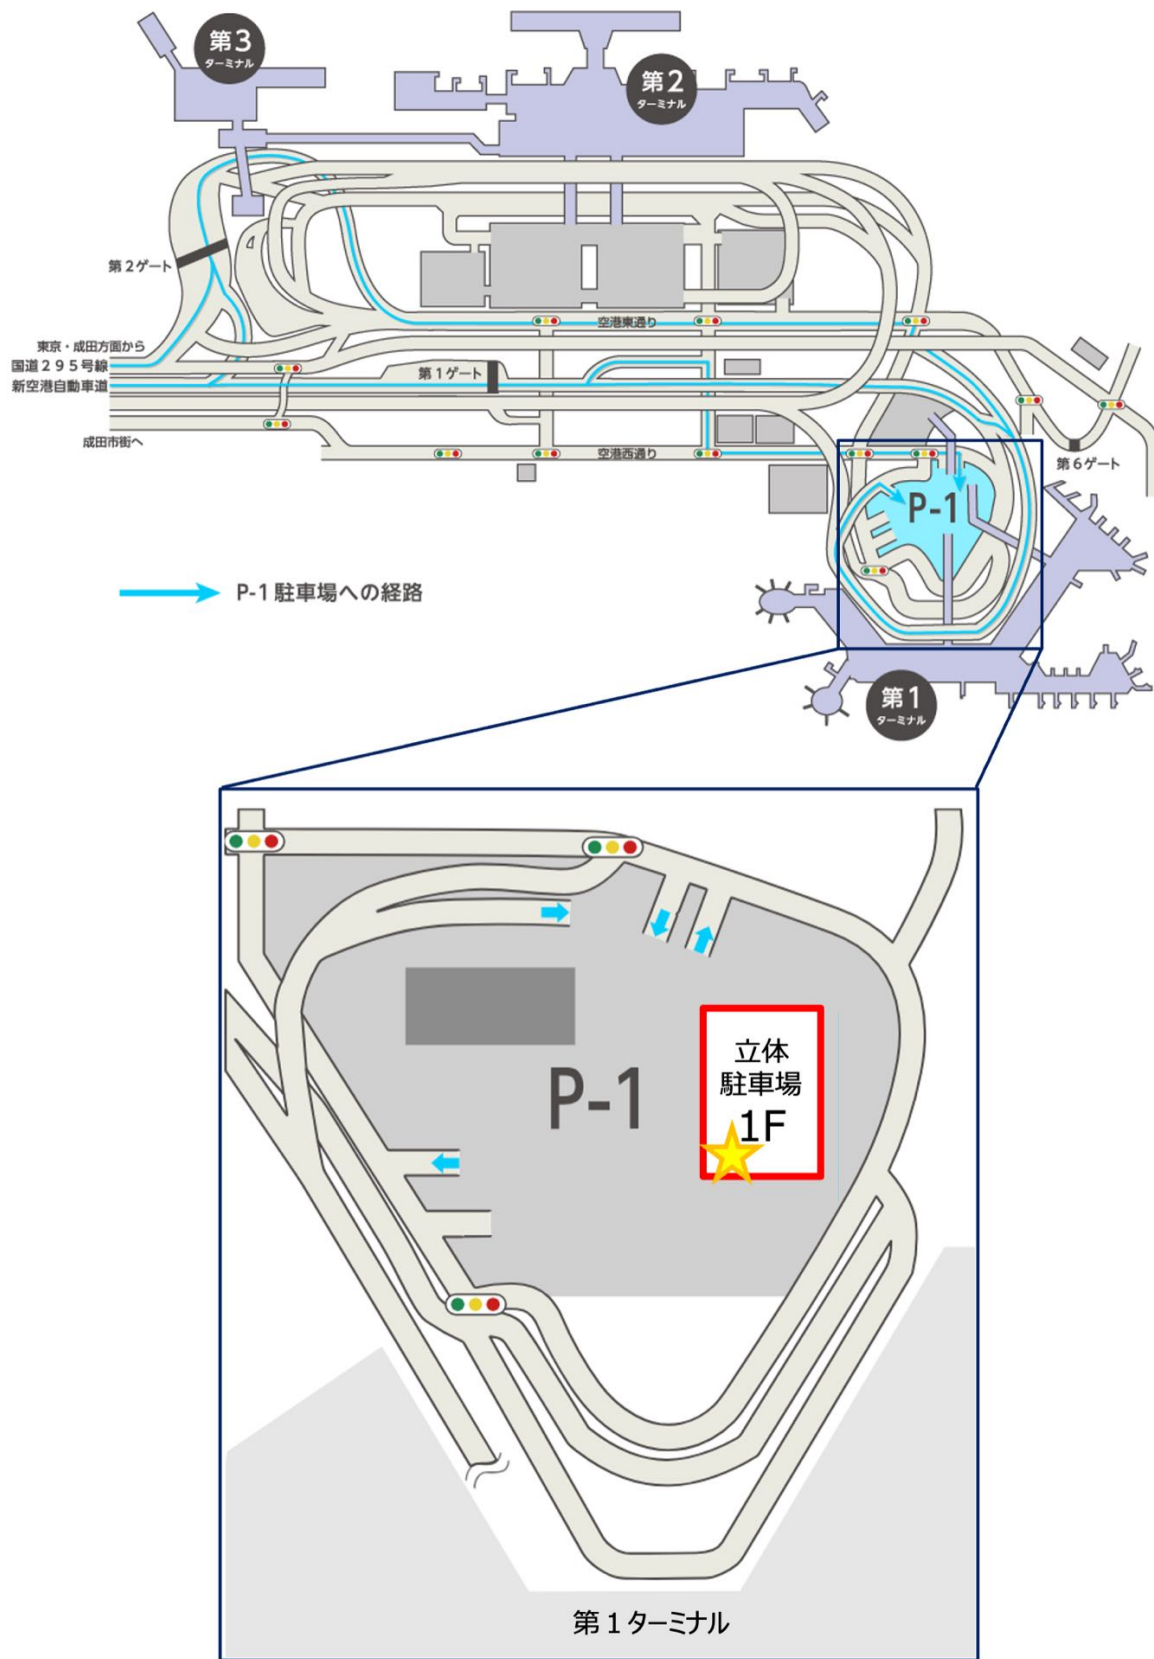 第3
ターミナル
第2
ターミナル
第2ゲート
空港東通り
東京・成田方面から
国道295号線
新空港自動車道
第1ゲート
成田市街へ
空港西通り
第6ゲート
P-1
P-1駐車場への経路
第1
ターミナル
立体
駐車場
1F
P-1
第1ターミナル